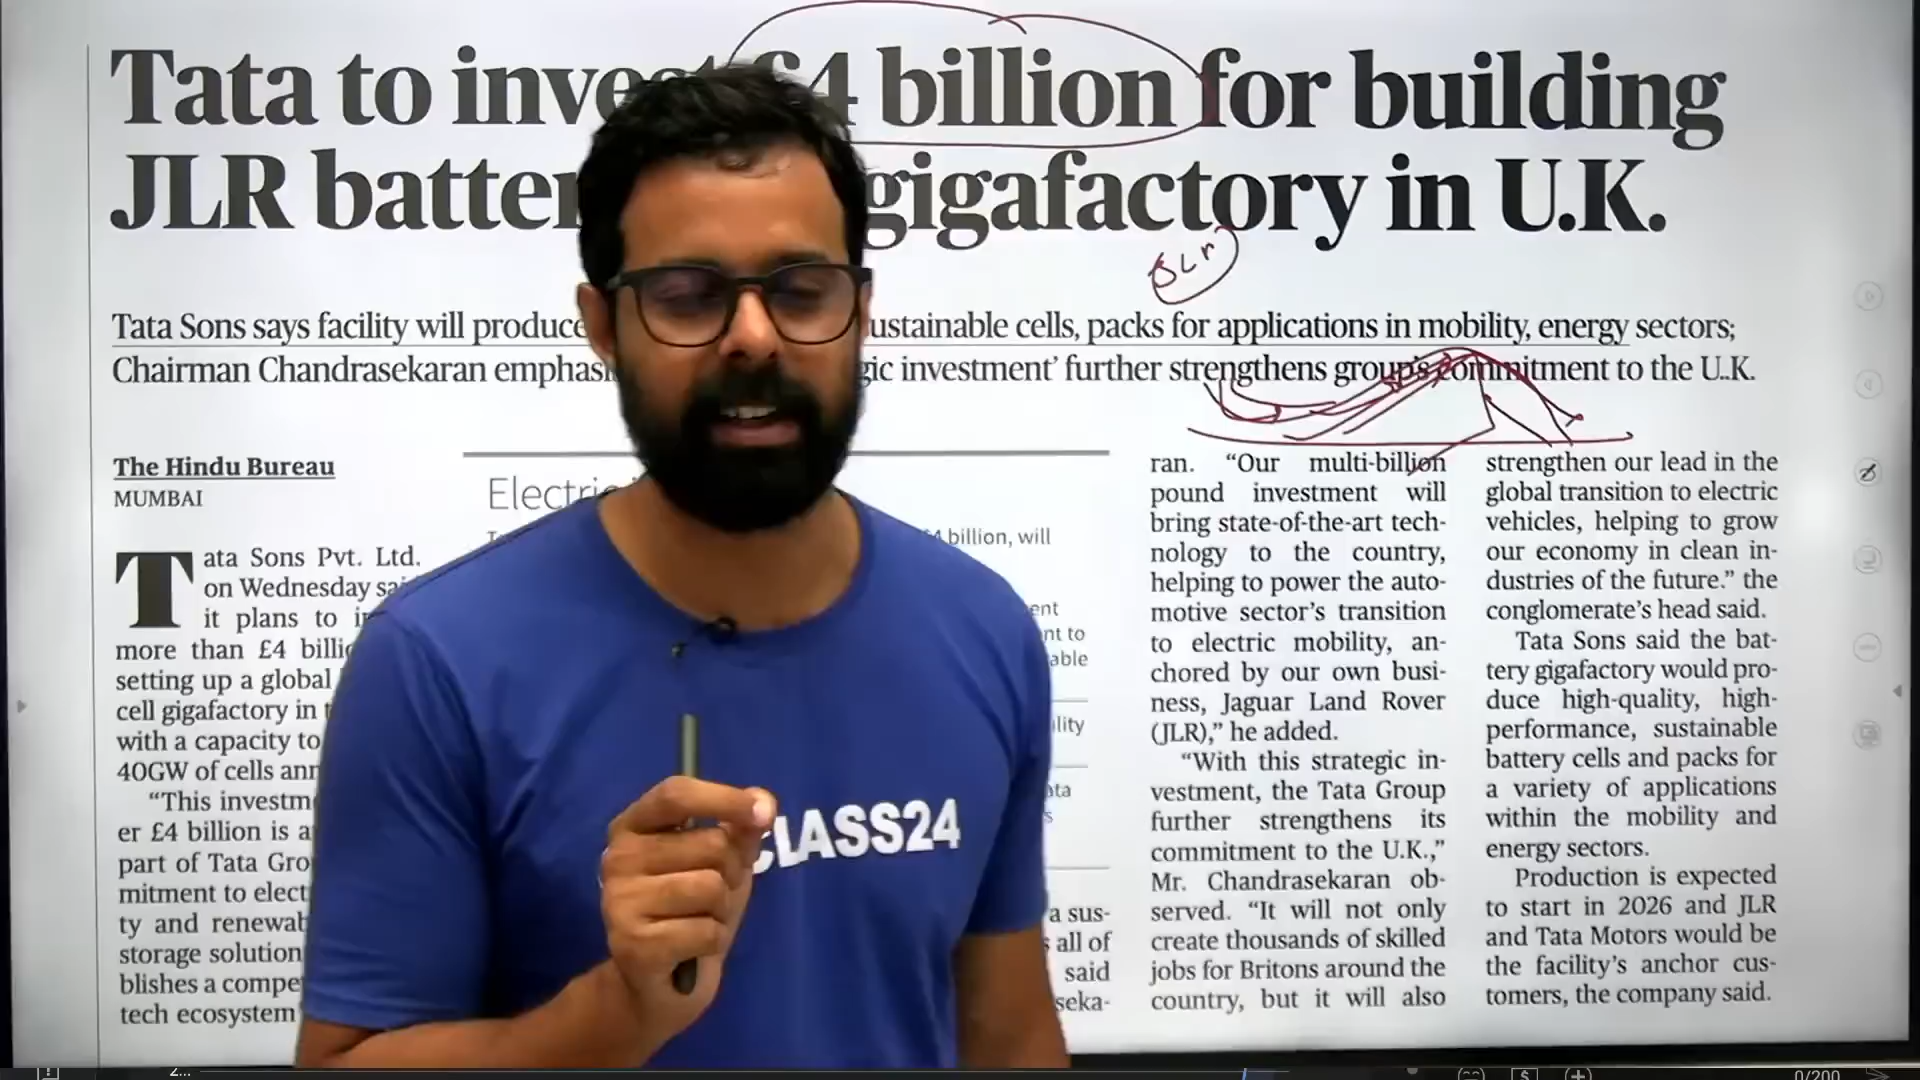 Tata to invest £4 billion for building
JLR batter gigafactory in U.K.
JLr
Tata Sons says facility will produce ustainable cells, packs for applications in mobility, energy sectors;
Chairman Chandrasekaran emphas gic investment’ further strengthens group’s commitment to the U.K.
The Hindu Bureau
MUMBAI
Tata Sons Pvt. Ltd.
on Wednesday sai
it plans to i
more than £4 billio
setting up a global
cell gigafactory in t
with a capacity to
40GW of cells ann
“This investm
er £4 billion is a
part of Tata Gro
mitment to elect
ty and renewab
storage solution
blishes a compe
tech ecosystem
Electric
£4 billion, will
ent
nt to
able
ility
ata
s
a sus-
s all of
said
seka-
ran. “Our multi-billion
pound investment will
bring state-of-the-art tech-
nology to the country,
helping to power the auto-
motive sector’s transition
to electric mobility, an-
chored by our own busi-
ness, Jaguar Land Rover
(JLR),” he added.
“With this strategic in-
vestment, the Tata Group
further strengthens its
commitment to the U.K.,”
Mr. Chandrasekaran ob-
served. “It will not only
create thousands of skilled
jobs for Britons around the
country, but it will also
strengthen our lead in the
global transition to electric
vehicles, helping to grow
our economy in clean in-
dustries of the future.” the
conglomerate’s head said.
Tata Sons said the bat-
tery gigafactory would pro-
duce high-quality, high-
performance, sustainable
battery cells and packs for
a variety of applications
within the mobility and
energy sectors.
Production is expected
to start in 2026 and JLR
and Tata Motors would be
the facility’s anchor cus-
tomers, the company said.
CLASS24
2...
0/200